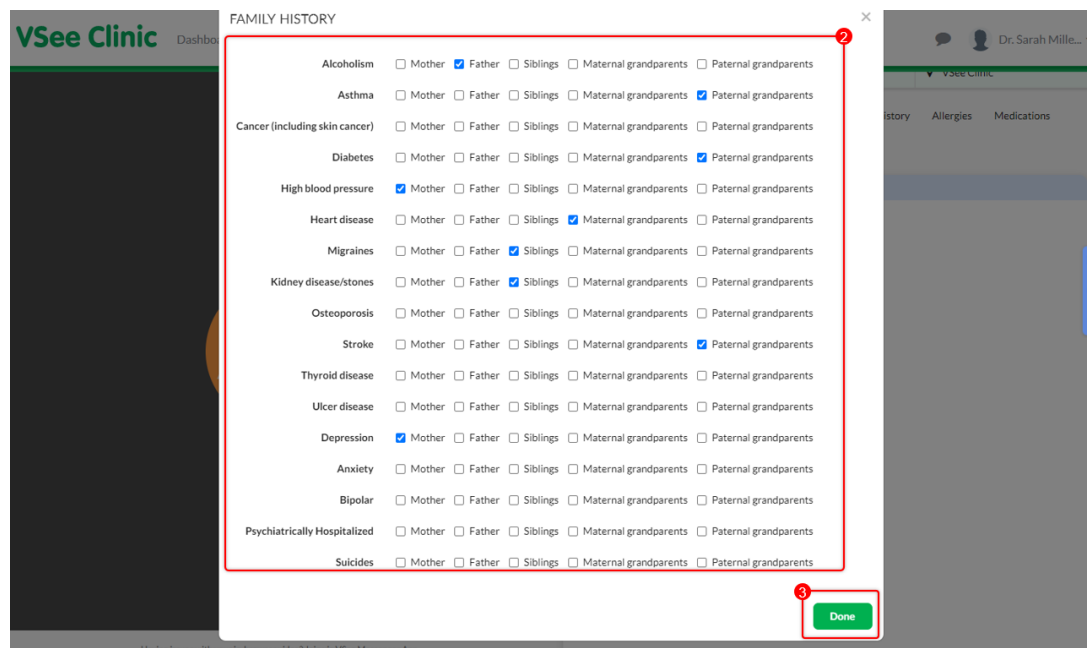 FAMILY HISTORY ×
VSee Clinic Dashbo
2
Dr. Sarah Mille...
VSee Clinic
istory Allergies Medications
Alcoholism Mother Father Siblings Maternal grandparents Paternal grandparents
Asthma Mother Father Siblings Maternal grandparents Paternal grandparents
Cancer (including skin cancer) Mother Father Siblings Maternal grandparents Paternal grandparents
Diabetes Mother Father Siblings Maternal grandparents Paternal grandparents
High blood pressure Mother Father Siblings Maternal grandparents Paternal grandparents
Heart disease Mother Father Siblings Maternal grandparents Paternal grandparents
Migraines Mother Father Siblings Maternal grandparents Paternal grandparents
Kidney disease/stones Mother Father Siblings Maternal grandparents Paternal grandparents
Osteoporosis Mother Father Siblings Maternal grandparents Paternal grandparents
Stroke Mother Father Siblings Maternal grandparents Paternal grandparents
Thyroid disease Mother Father Siblings Maternal grandparents Paternal grandparents
Ulcer disease Mother Father Siblings Maternal grandparents Paternal grandparents
Depression Mother Father Siblings Maternal grandparents Paternal grandparents
Anxiety Mother Father Siblings Maternal grandparents Paternal grandparents
Bipolar Mother Father Siblings Maternal grandparents Paternal grandparents
Psychiatrically Hospitalized Mother Father Siblings Maternal grandparents Paternal grandparents
Suicides Mother Father Siblings Maternal grandparents Paternal grandparents
3
Done